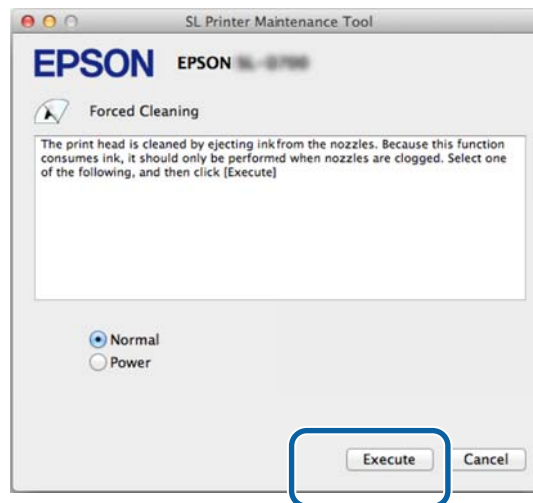 SL Printer Maintenance Tool
EPSON EPSON
Forced Cleaning
The print head is cleaned by ejecting ink from the nozzles. Because this function
consumes ink, it should only be performed when nozzles are clogged. Select one
of the following, and then click [Execute]
Normal
Power
Execute Cancel